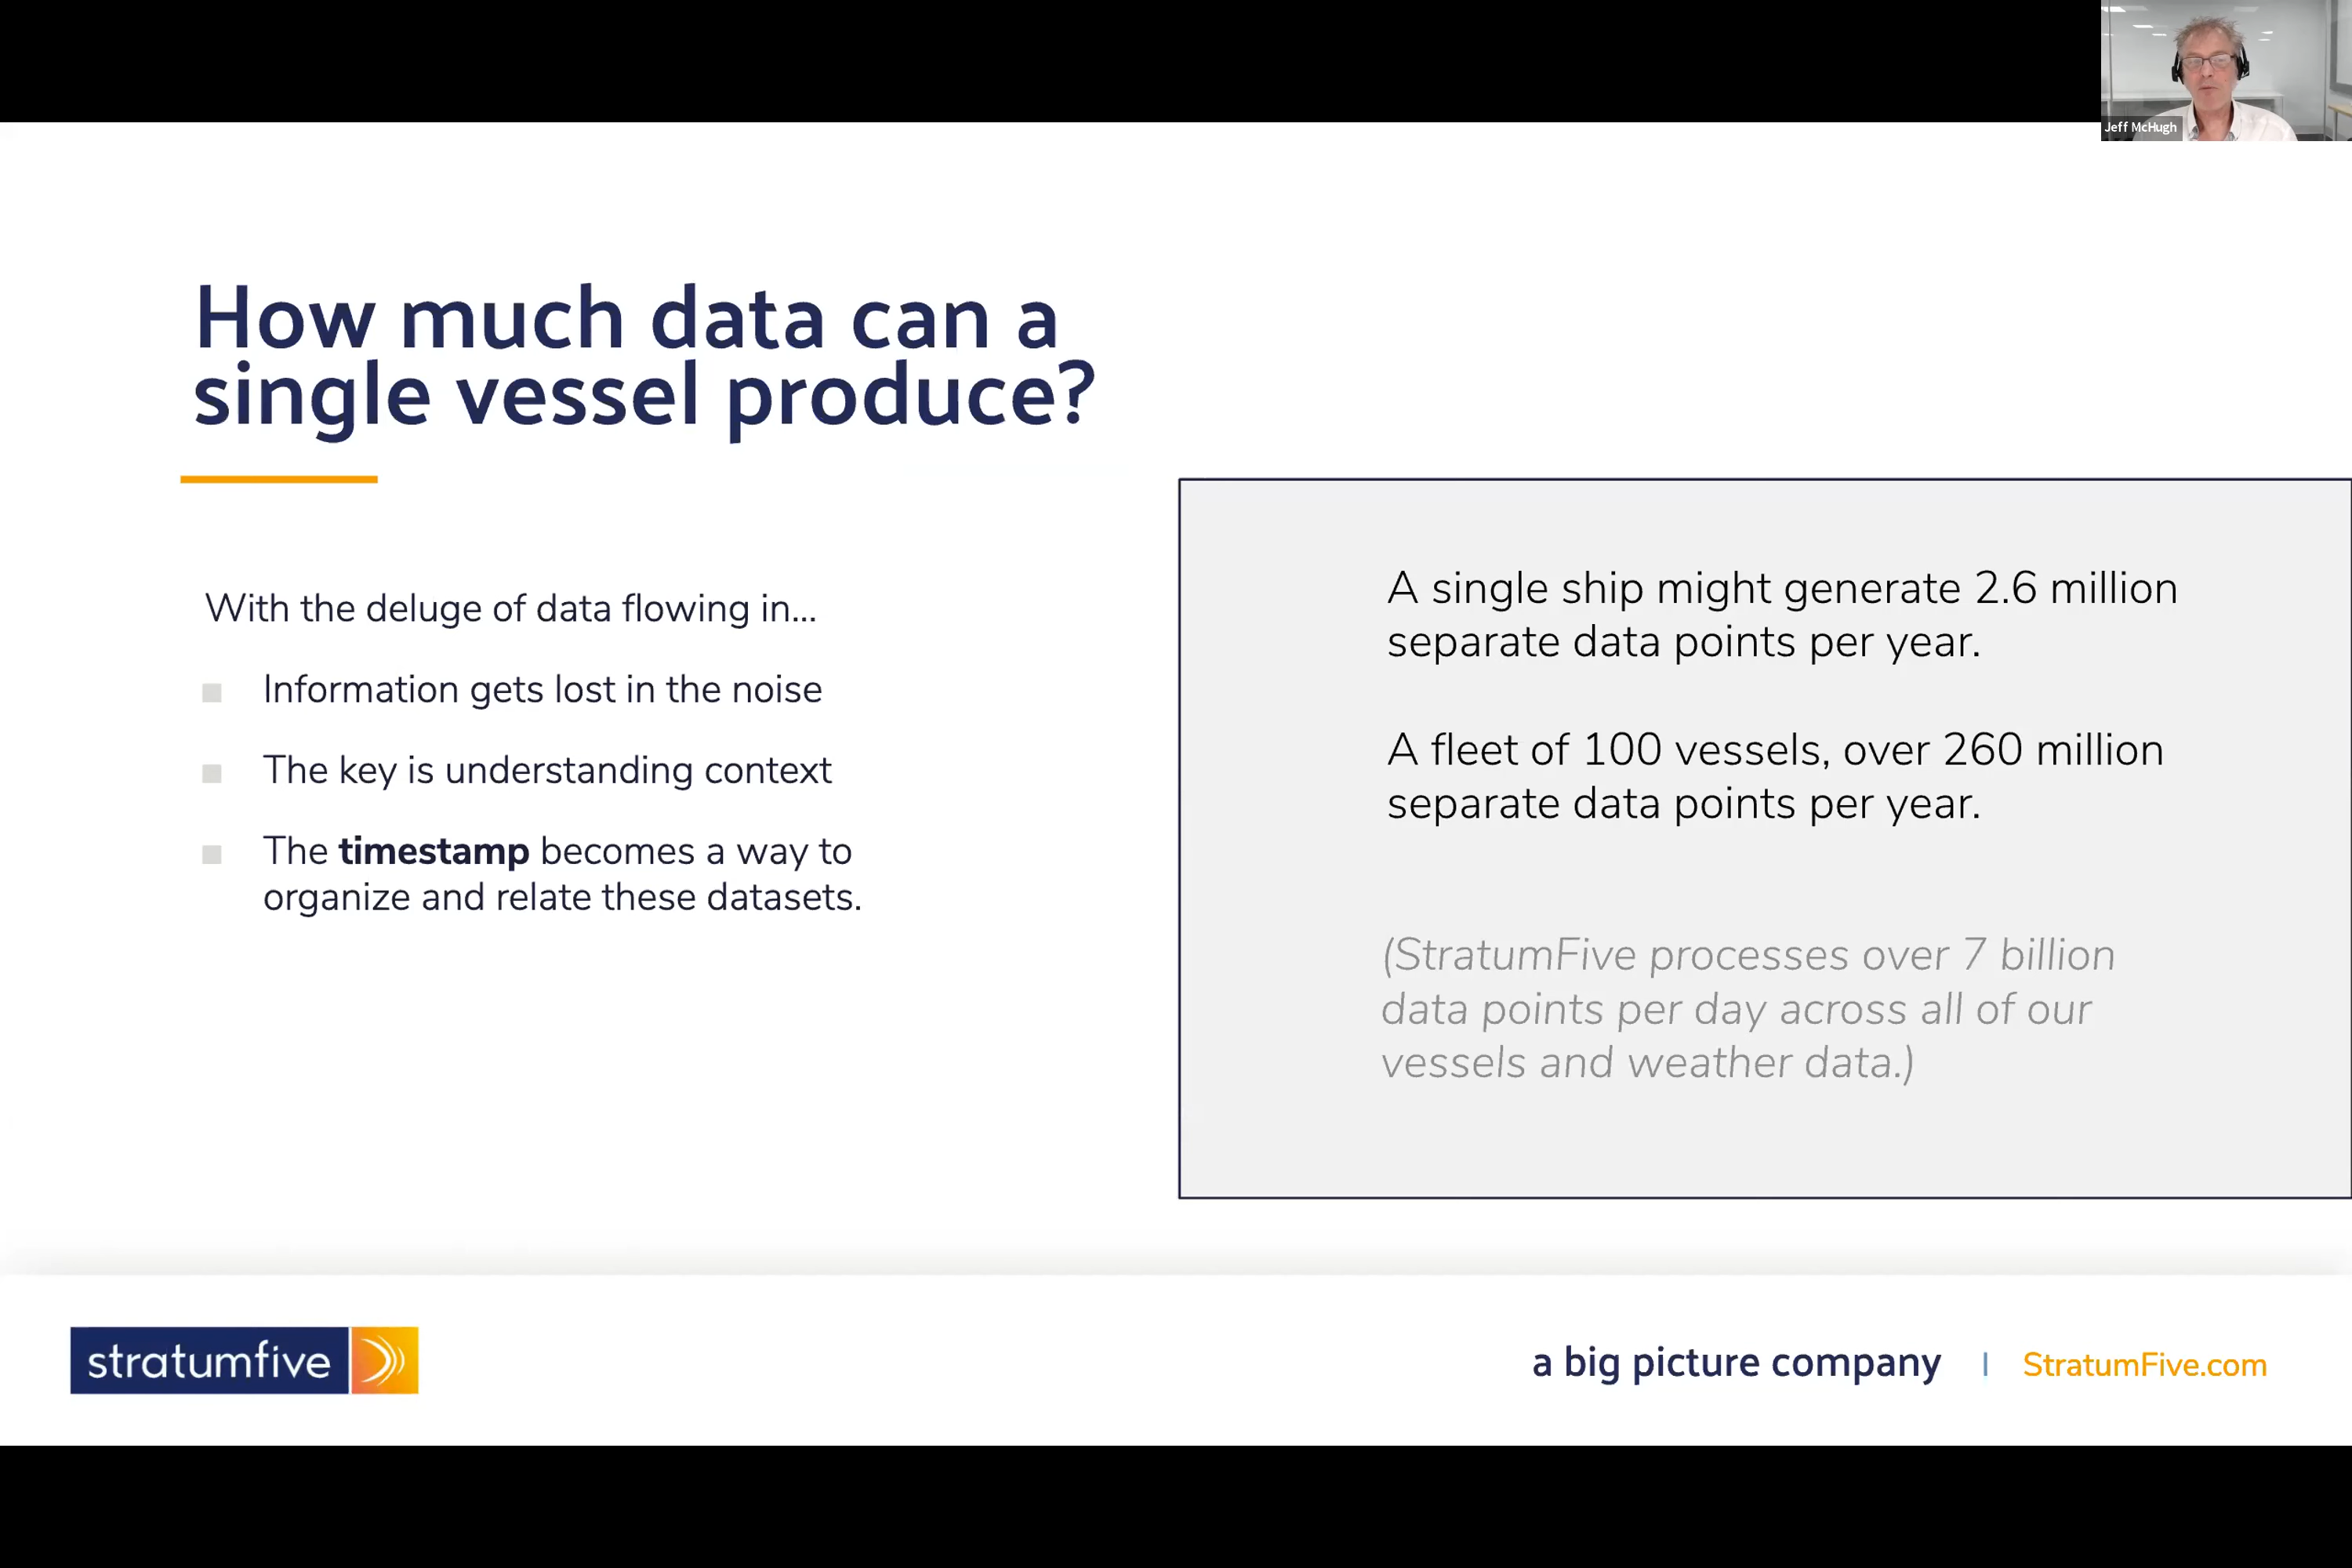 Jeff McHugh
How much data can a
single vessel produce?
With the deluge of data flowing in...
Information gets lost in the noise
The key is understanding context
The timestamp becomes a way to
organize and relate these datasets.
A single ship might generate 2.6 million
separate data points per year.
A fleet of 100 vessels, over 260 million
separate data points per year.
(StratumFive processes over 7 billion
data points per day across all of our
vessels and weather data.)
stratumfive
a big picture company | StratumFive.com